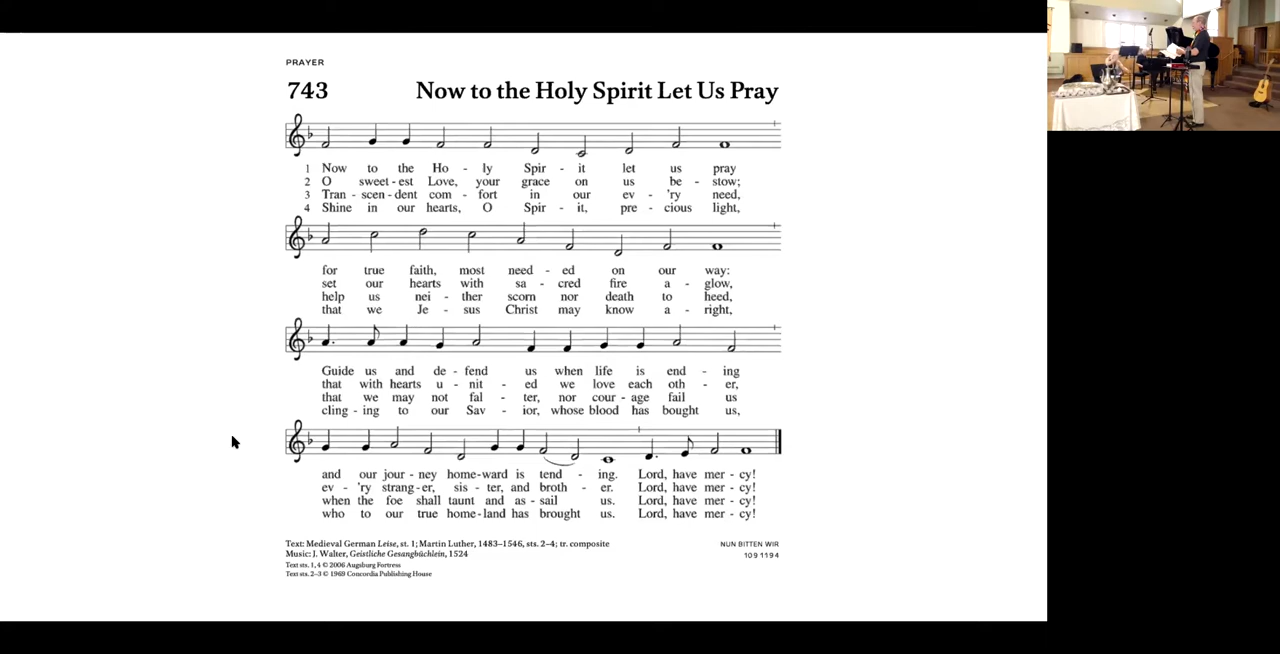 PRAYER
743 Now to the Holy Spirit Let Us Pray
1 Now to the Ho - ly Spir - it let us pray
2 O sweet - est Love, your grace on us be - stow;
3 Tran - scen - dent com - fort in our ev - 'ry need,
4 Shine in our hearts, O Spir - it, pre - cious light,
for true faith, most need - ed on our way:
set our hearts with sa - cred fire a - glow,
help us nei - ther scorn nor death to heed,
that we Je - sus Christ may know a - right,
Guide us and de - fend us when life is end - ing
that with hearts u - nit - ed we love each oth - er,
that we may not fal - ter, nor cour - age fail us
cling - ing to our Sav - ior, whose blood has bought us,
and our jour - ney home - ward is tend - ing. Lord, have mer - cy!
ev - 'ry strang - er, sis - ter, and broth - er. Lord, have mer - cy!
when the foe shall taunt and as - sail us. Lord, have mer - cy!
who to our true home - land has brought us. Lord, have mer - cy!
Text: Medieval German Leise, st. 1; Martin Luther, 1483–1546, sts. 2–4; tr. composite
Music: J. Walter, Geistliche Gesangbüchlein, 1524
Text sts. 1, 4 © 2006 Augsburg Fortress
Text sts. 2–3 © 1969 Concordia Publishing House
NUN BITTEN WIR
10 9 11 9 4